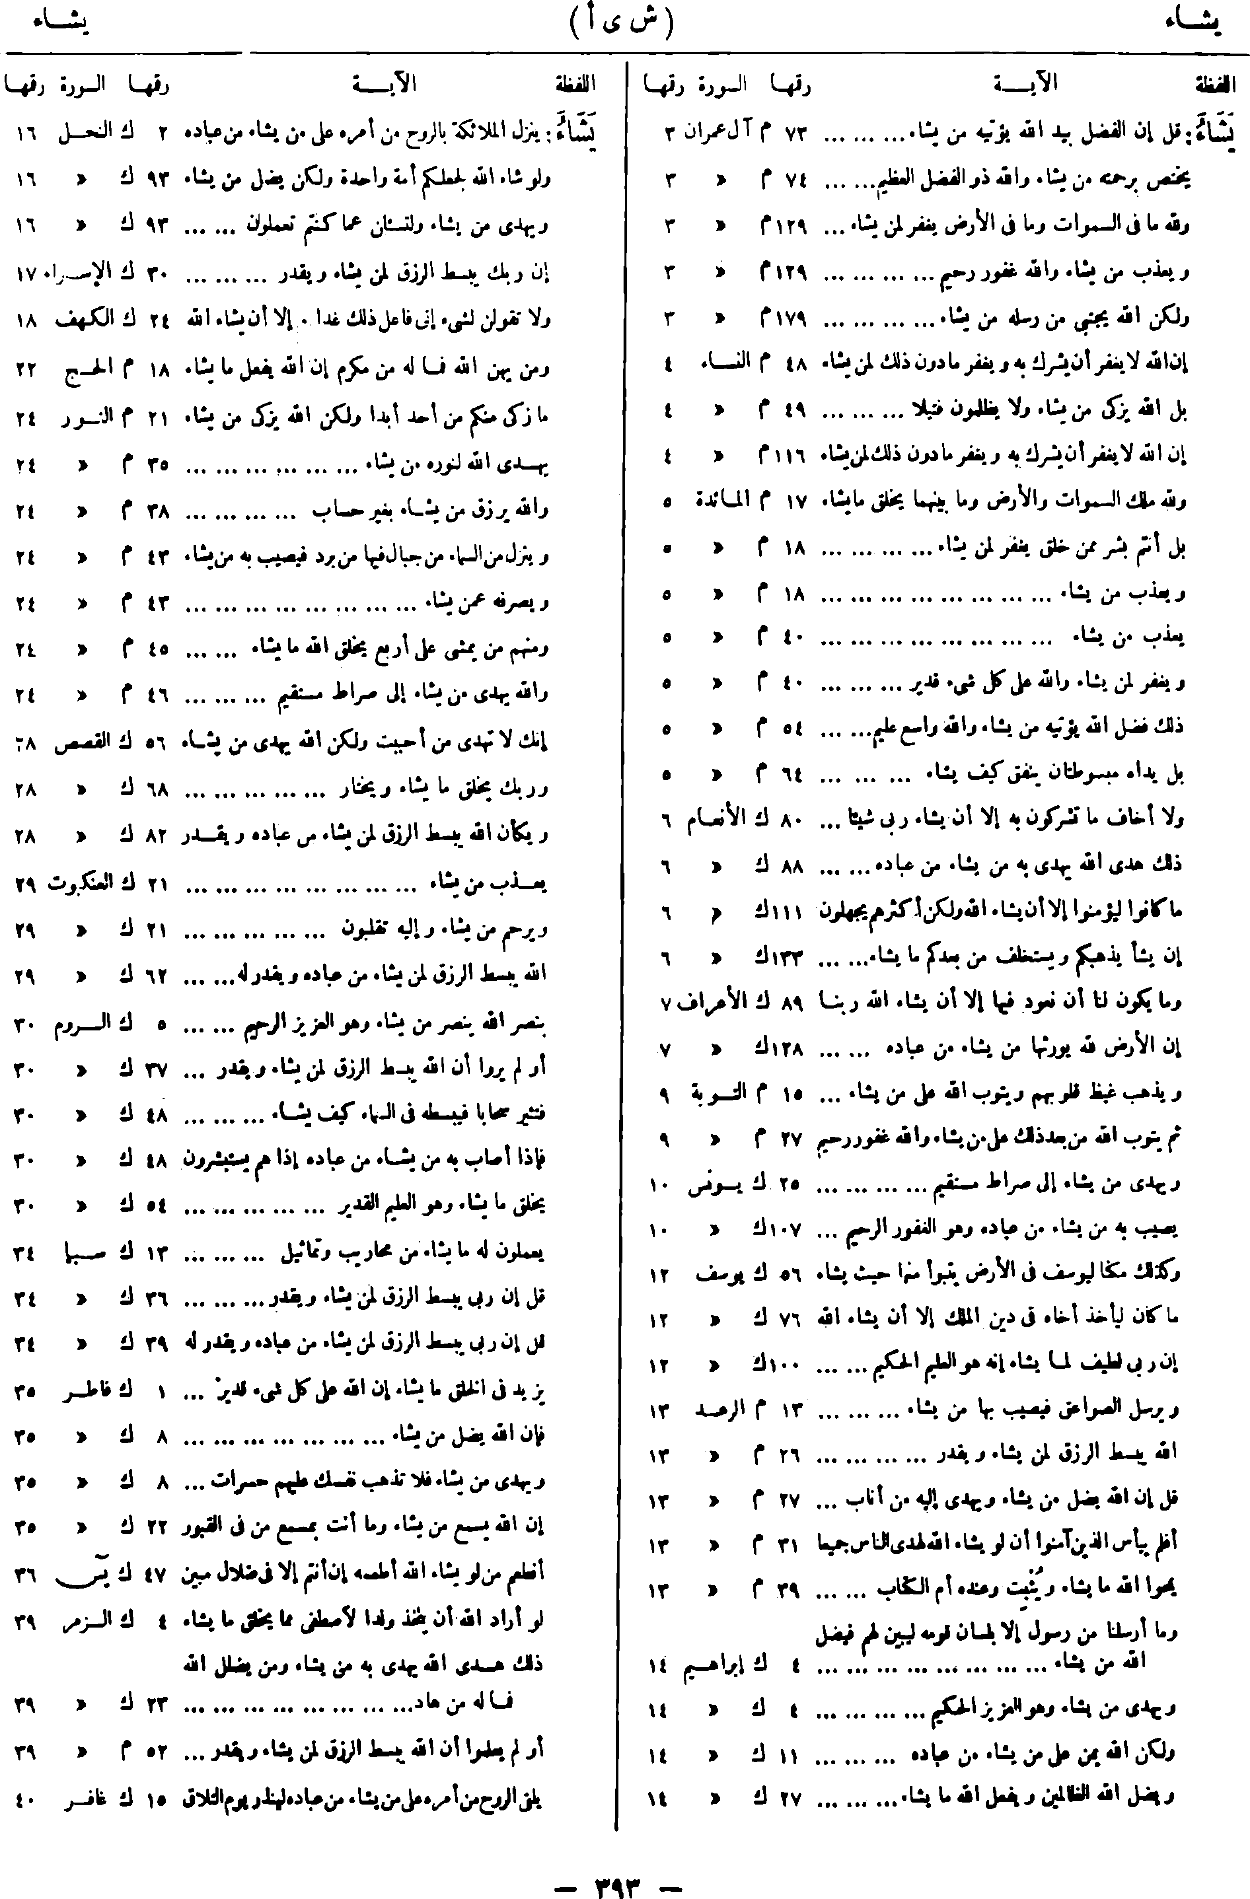 يشاء (ش ى أ) يشاء
اللفظة الآية رقمها السورة رقمها
يَشَاءُ: قل إن الفضل بيد الله يؤتيه من يشاء ... ... ... ٧٣ م آل عمران ٣
يختص برحمته من يشاء والله ذو الفضل العظيم ... ... ٧٤ م » ٣
ولله ما فى السموات وما فى الأرض يغفر لمن يشاء ... ١٢٩ م » ٣
ويعذب من يشاء والله غفور رحيم ... ... ... ... ١٢٩ م » ٣
ولكن الله يجتبى من رسله من يشاء ... ... ... ... ١٧٩ م » ٣
إن الله لا يغفر أن يشرك به ويغفر ما دون ذلك لمن يشاء ٤٨ م النساء ٤
بل الله يزكى من يشاء ولا يظلمون فتيلا ... ... ... ٤٩ م » ٤
إن الله لا يغفر أن يشرك به ويغفر ما دون ذلك لمن يشاء ١١٦ م » ٤
ولله ملك السموات والأرض وما بينهما يخلق ما يشاء ١٧ م المائدة ٥
بل أنتم بشر ممن خلق يغفر لمن يشاء ... ... ... ... ١٨ م » ٥
ويعذب من يشاء ... ... ... ... ... ... ... ... ١٨ م » ٥
يعذب من يشاء ... ... ... ... ... ... ... ... ٤٠ م » ٥
ويغفر لمن يشاء والله على كل شىء قدير ... ... ... ٤٠ م » ٥
ذلك فضل الله يؤتيه من يشاء والله واسع عليم ... ... ٥٤ م » ٥
بل يداه مبسوطتان ينفق كيف يشاء ... ... ... ٦٤ م » ٥
ولا أخاف ما تشركون به إلا أن يشاء ربى شيئا ... ٨٠ ك الأنعام ٦
ذلك هدى الله يهدى به من يشاء من عباده ... ... ٨٨ ك » ٦
ما كانوا ليؤمنوا إلا أن يشاء الله ولكن أكثرهم يجهلون ١١١ ك » ٦
إن يشأ يذهبكم ويستخلف من بعدكم ما يشاء ... ... ١٣٣ ك » ٦
وما يكون لنا أن نعود فيها إلا أن يشاء الله ربنا ٨٩ ك الأعراف ٧
إن الأرض لله يورثها من يشاء من عباده ... ... ١٢٨ ك » ٧
ويذهب غيظ قلوبهم ويتوب الله على من يشاء ... ١٥ م التوبة ٩
ثم يتوب الله من بعد ذلك على من يشاء والله غفور رحيم ٢٧ م » ٩
ويهدى من يشاء إلى صراط مستقيم ... ... ... ... ٢٥ ك يونس ١٠
يصيب به من يشاء من عباده وهو الغفور الرحيم ... ١٠٧ ك » ١٠
وكذلك مكنا ليوسف فى الأرض يتبوأ منها حيث يشاء ٥٦ ك يوسف ١٢
ما كان ليأخذ أخاه فى دين الملك إلا أن يشاء الله ٧٦ ك » ١٢
إن ربى لطيف لما يشاء إنه هو العليم الحكيم ... ... ١٠٠ ك » ١٢
ويرسل الصواعق فيصيب بها من يشاء ... ... ... ١٣ م الرعد ١٣
الله يبسط الرزق لمن يشاء ويقدر ... ... ... ... ٢٦ م » ١٣
قل إن الله يضل من يشاء ويهدى إليه من أناب ... ٢٧ م » ١٣
أفلم ييأس الذين آمنوا أن لو يشاء الله لهدى الناس جميعا ٣١ م » ١٣
يمحوا الله ما يشاء ويُثْبِت وعنده أم الكتاب ... ... ٣٩ م » ١٣
وما أرسلنا من رسول إلا بلسان قومه ليبين لهم فيضل
الله من يشاء ... ... ... ... ... ... ... ... ٤ ك إبراهيم ١٤
ويهدى من يشاء وهو العزيز الحكيم ... ... ... ... ٤ ك » ١٤
ولكن الله يمن على من يشاء من عباده ... ... ... ١١ ك » ١٤
ويضل الله الظالمين ويفعل الله ما يشاء ... ... ... ٢٧ ك » ١٤
اللفظة الآية رقمها السورة رقمها
يَشَاءُ: ينزل الملائكة بالروح من أمره على من يشاء من عباده ٢ ك النحل ١٦
ولو شاء الله لجعلكم أمة واحدة ولكن يضل من يشاء ٩٣ ك » ١٦
ويهدى من يشاء ولتسئلن عما كنتم تعملون ... ... ٩٣ ك » ١٦
إن ربك يبسط الرزق لمن يشاء ويقدر ... ... ... ٣٠ ك الإسراء ١٧
ولا تقولن لشىء إنى فاعل ذلك غدا . إلا أن يشاء الله ٢٤ ك الكهف ١٨
ومن يهن الله فما له من مكرم إن الله يفعل ما يشاء ١٨ م الحج ٢٢
ما زكى منكم من أحد أبدا ولكن الله يزكى من يشاء ٢١ م النور ٢٤
يهدى الله لنوره من يشاء ... ... ... ... ... ... ٣٥ م » ٢٤
والله يرزق من يشاء بغير حساب ... ... ... ... ٣٨ م » ٢٤
وينزل من السماء من جبال فيها من برد فيصيب به من يشاء ٤٣ م » ٢٤
ويصرفه عمن يشاء ... ... ... ... ... ... ... ... ٤٣ م » ٢٤
ومنهم من يمشى على أربع يخلق الله ما يشاء ... ... ٤٥ م » ٢٤
والله يهدى من يشاء إلى صراط مستقيم ... ... ... ٤٦ م » ٢٤
إنك لا تهدى من أحببت ولكن الله يهدى من يشاء ٥٦ ك القصص ٢٨
وربك يخلق ما يشاء ويختار ... ... ... ... ... ٦٨ ك » ٢٨
ويكأن الله يبسط الرزق لمن يشاء من عباده ويقدر ٨٢ ك » ٢٨
يعذب من يشاء ... ... ... ... ... ... ... ... ٢١ ك العنكبوت ٢٩
ويرحم من يشاء وإليه تقلبون ... ... ... ... ... ٢١ ك » ٢٩
الله يبسط الرزق لمن يشاء من عباده ويقدر له ... ... ٦٢ ك » ٢٩
بنصر الله ينصر من يشاء وهو العزيز الرحيم ... ... ٥ ك الروم ٣٠
أو لم يروا أن الله يبسط الرزق لمن يشاء ويقدر ... ٣٧ ك » ٣٠
فتثير سحابا فيبسطه فى السماء كيف يشاء ... ... ... ٤٨ ك » ٣٠
فإذا أصاب به من يشاء من عباده إذا هم يستبشرون ٤٨ ك » ٣٠
يخلق ما يشاء وهو العليم القدير ... ... ... ... ... ٥٤ ك » ٣٠
يعملون له ما يشاء من محاريب وتماثيل ... ... ... ١٣ ك سبا ٣٤
قل إن ربى يبسط الرزق لمن يشاء ويقدر ... ... ... ٣٦ ك » ٣٤
قل إن ربى يبسط الرزق لمن يشاء من عباده ويقدر له ٣٩ ك » ٣٤
يزيد فى الخلق ما يشاء إن الله على كل شىء قدير ... ١ ك فاطر ٣٥
فإن الله يضل من يشاء ... ... ... ... ... ... ... ٨ ك » ٣٥
ويهدى من يشاء فلا تذهب نفسك عليهم حسرات ... ٨ ك » ٣٥
إن الله يسمع من يشاء وما أنت بمسمع من فى القبور ٢٢ ك » ٣٥
أنطعم من لو يشاء الله أطعمه إن أنتم إلا فى ضلال مبين ٤٧ ك يس ٣٦
لو أراد الله أن يتخذ ولدا لأصطفى مما يخلق ما يشاء ٤ ك الزمر ٣٩
ذلك هدى الله يهدى به من يشاء ومن يضلل الله
فما له من هاد ... ... ... ... ... ... ... ... ٢٣ ك » ٣٩
أو لم يعلموا أن الله يبسط الرزق لمن يشاء ويقدر ... ٥٢ م » ٣٩
يلقى الروح من أمره على من يشاء من عباده لينذر يوم التلاق ١٥ ك غافر ٤٠
— ٣٩٣ —